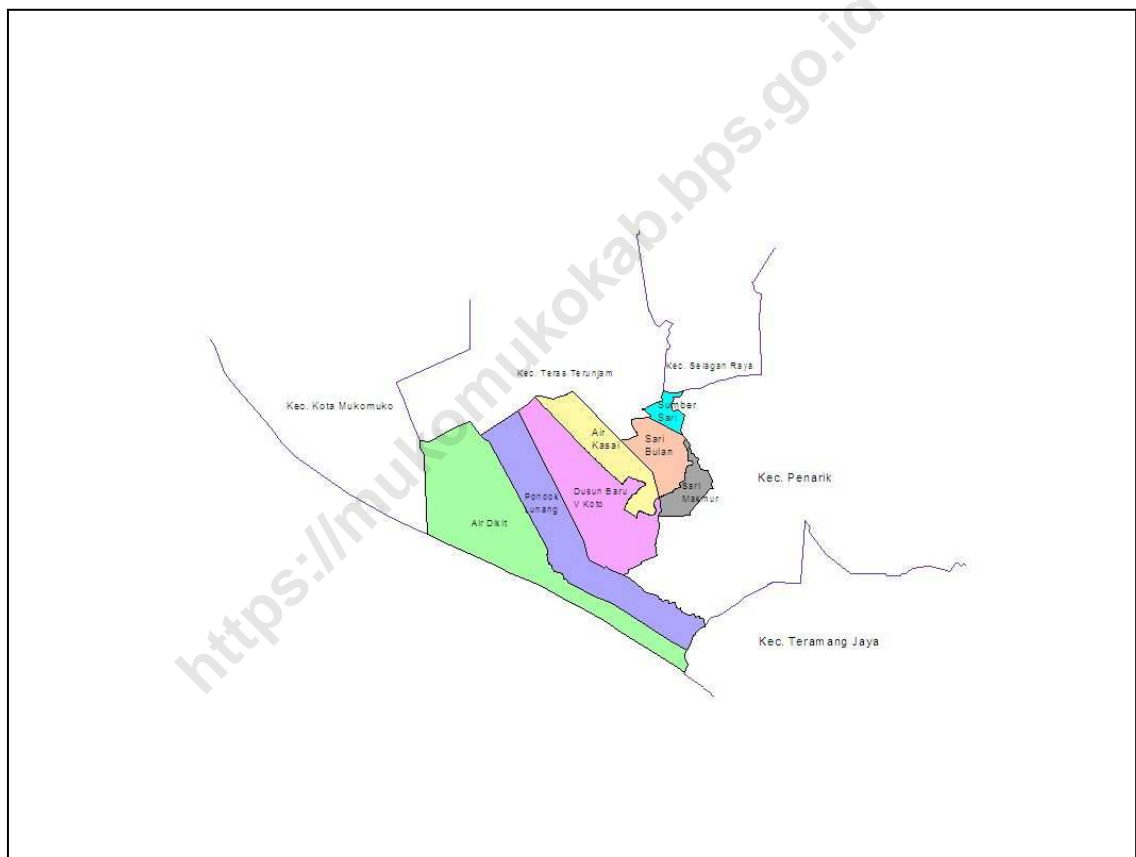 https://mukomukokab.bps.go.id
Kec. Selagan Raya
Kec. Teras Terunjam
Kec. Kota Mukomuko
Sumber
Sari
Air
Kasai
Sari
Bulan
Kec. Penarik
Sari
Makmur
Dusun Baru
V Koto
Pondok
Lunang
Air Dikit
Kec. Teramang Jaya